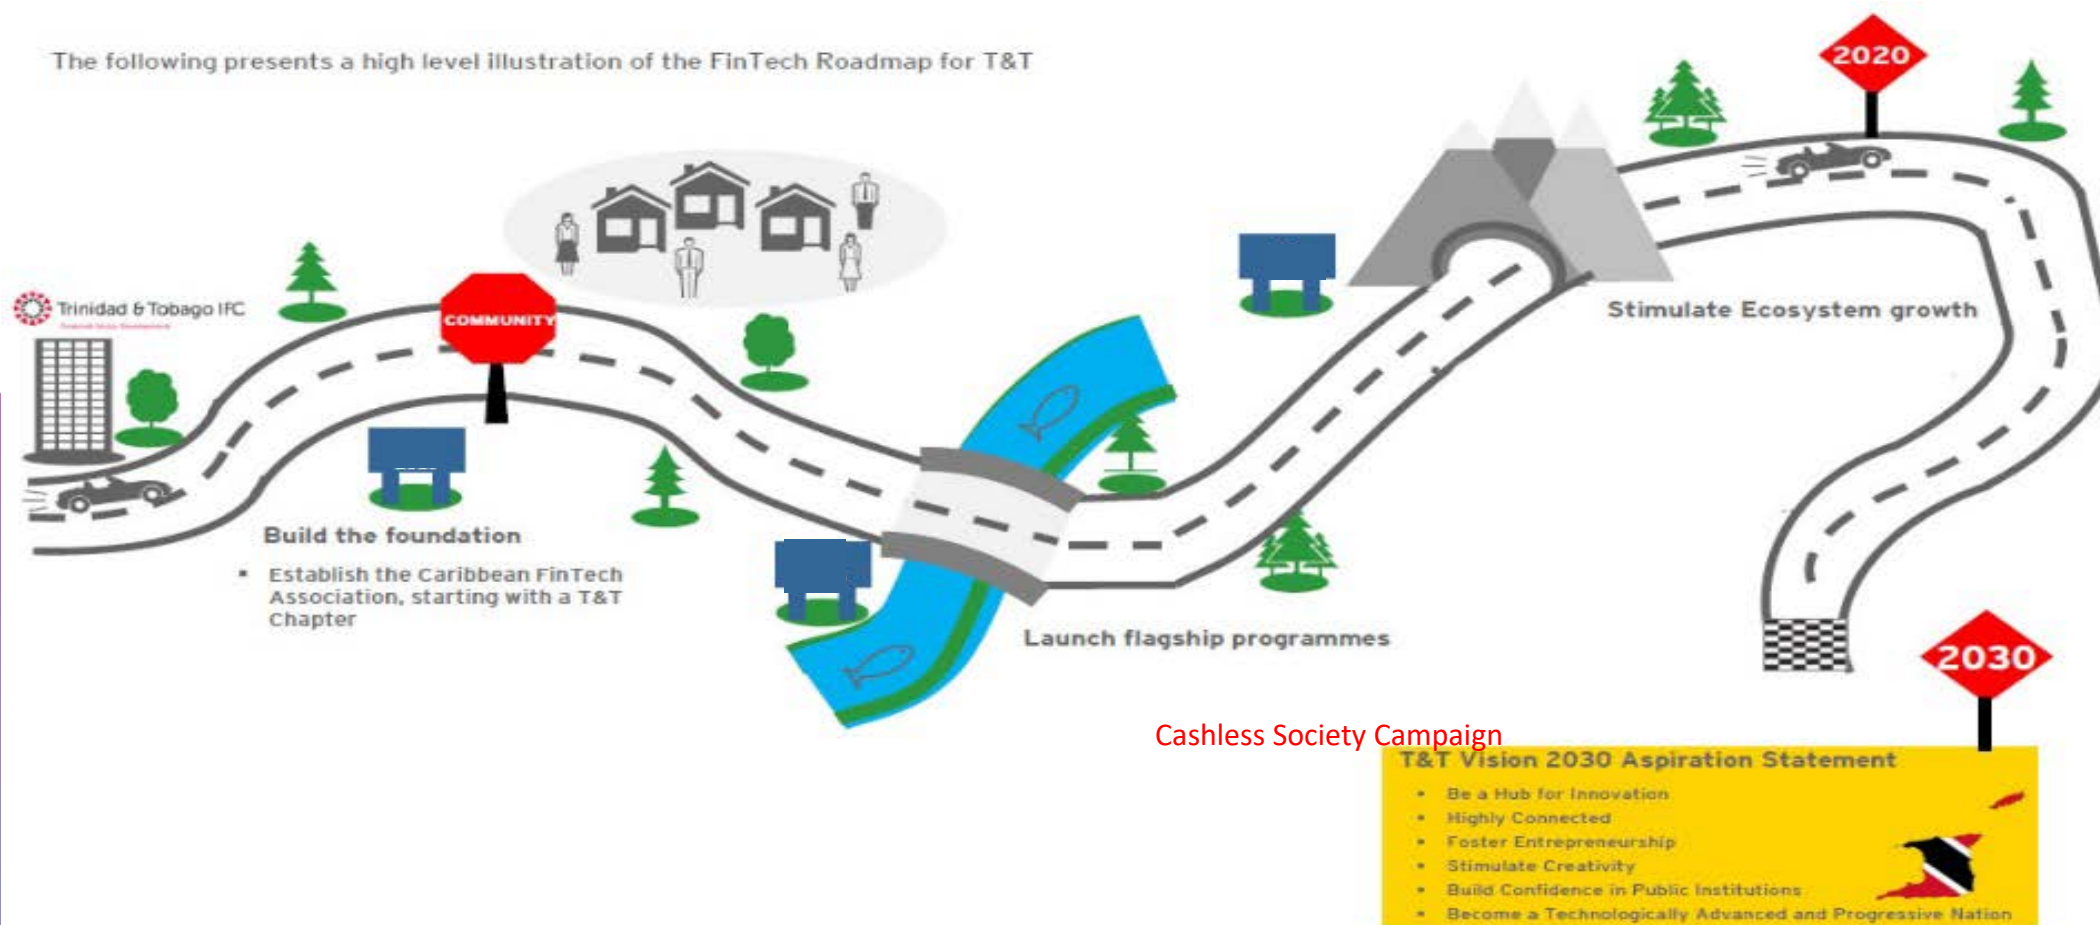 The following presents a high level illustration of the FinTech Roadmap for T&T
2020
Trinidad & Tobago IFC
COMMUNITY
Stimulate Ecosystem growth
Build the foundation
▪ Establish the Caribbean FinTech
Association, starting with a T&T
Chapter
Launch flagship programmes
2030
Cashless Society Campaign
T&T Vision 2030 Aspiration Statement
• Be a Hub for Innovation
• Highly Connected
• Foster Entrepreneurship
• Stimulate Creativity
• Build Confidence in Public Institutions
• Become a Technologically Advanced and Progressive Nation